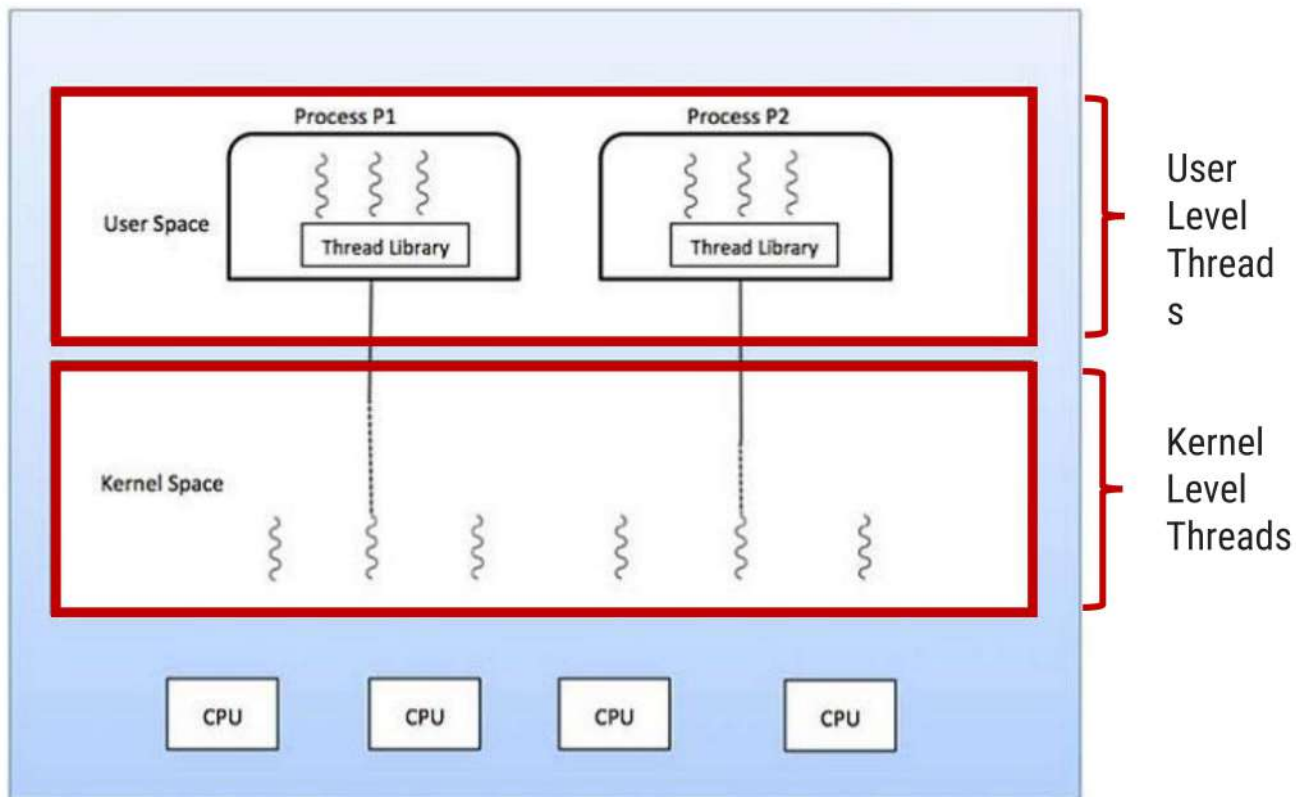 Process P1
Process P2
User Space
Thread Library
Thread Library
User
Level
Thread
s
Kernel Space
Kernel
Level
Threads
CPU
CPU
CPU
CPU